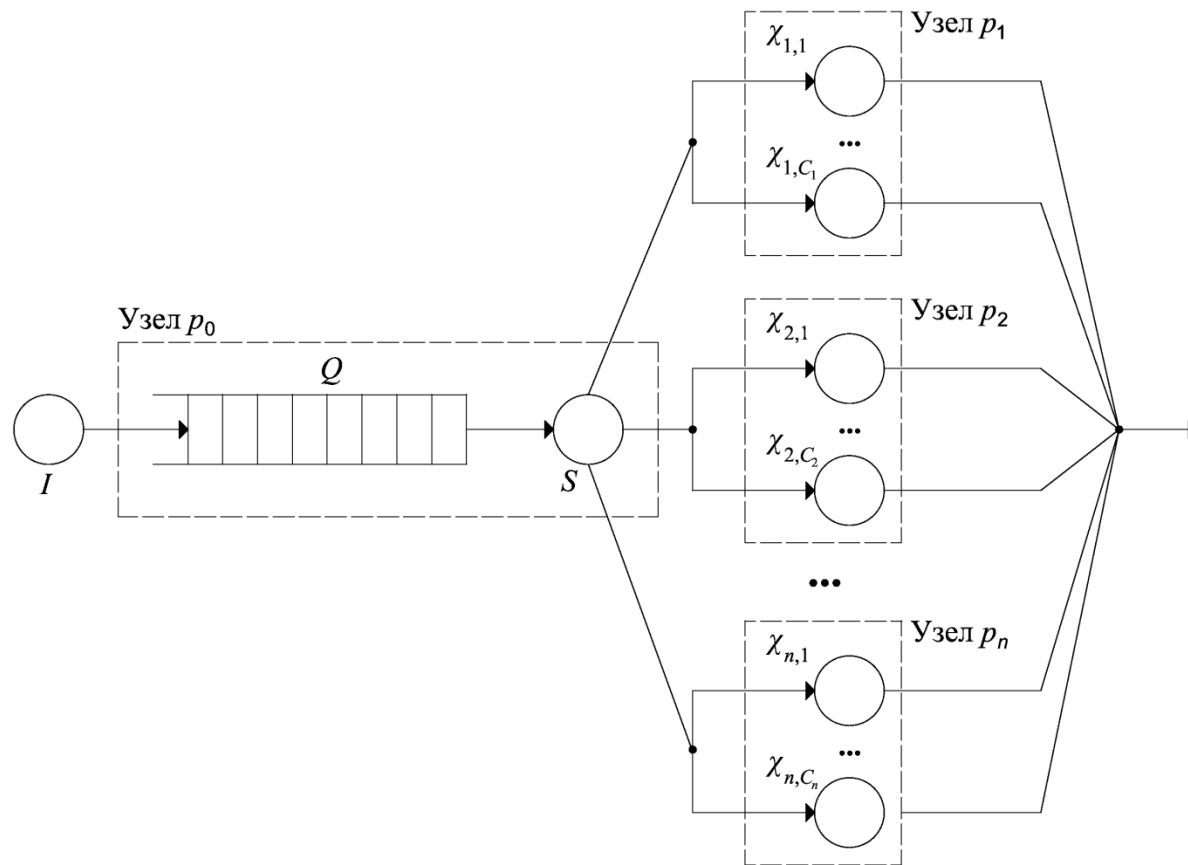 Узел p₁
χ₁,₁
...
χ₁,C₁
Узел p₀
Q
I
S
Узел p₂
χ₂,₁
...
χ₂,C₂
...
Узел pₙ
χₙ,₁
...
χₙ,Cₙ